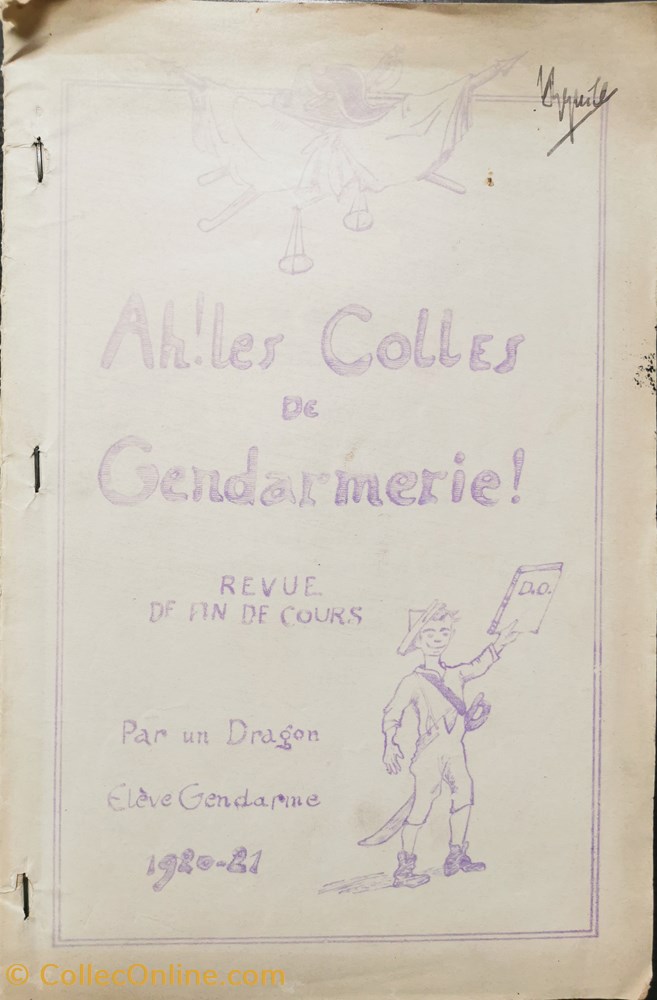 Ah! les Colles
DE
Gendarmerie!
REVUE
DE FIN DE COURS
D.O.
Par un Dragon
Elève Gendarme
1920-21
© CollecOnline.com